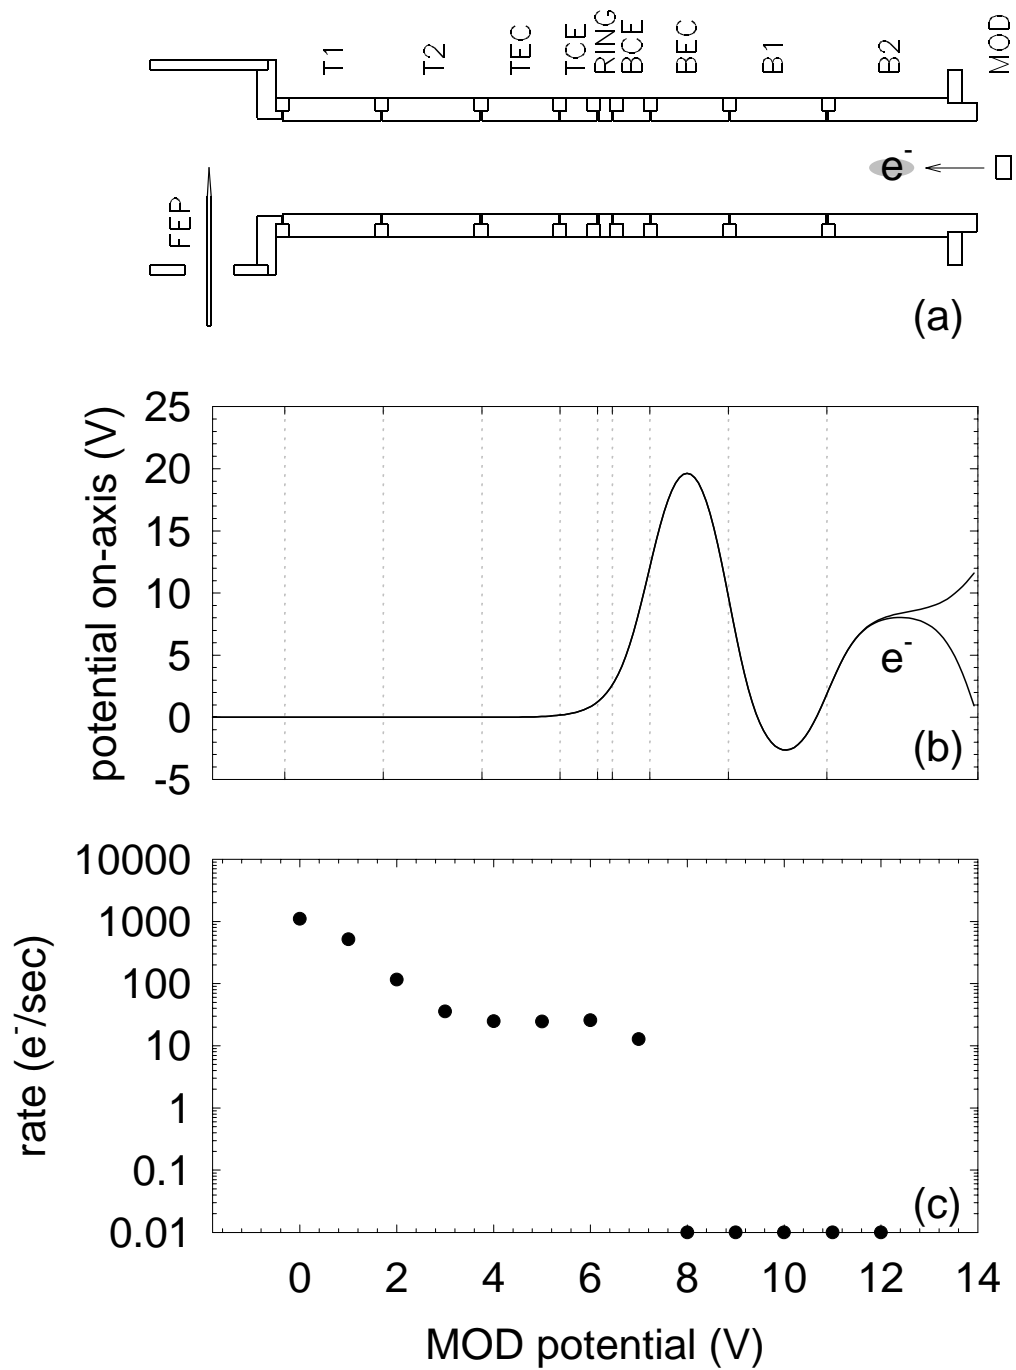 T1 T2 TEC TCE RING BCE BEC B1 B2 MOD
e-
FEP
(a)
potential on-axis (V)
25
20
15
10
5
0
-5
e-
(b)
rate (e-/sec)
10000
1000
100
10
1
0.1
0.01
(c)
0 2 4 6 8 10 12 14
MOD potential (V)